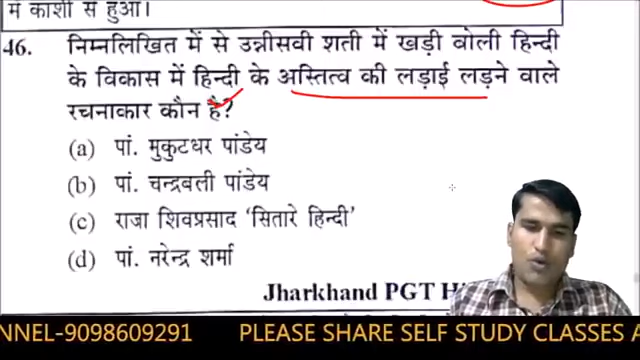 में काशी से हुआ।
46. निम्नलिखित में से उन्नीसवी शती में खड़ी बोली हिन्दी
के विकास में हिन्दी के अस्तित्व की लड़ाई लड़ने वाले
रचनाकार कौन है?
(a) पां. मुकुटधर पांडेय
(b) पां. चन्द्रबली पांडेय
(c) राजा शिवप्रसाद 'सितारे हिन्दी'
(d) पां. नरेन्द्र शर्मा
Jharkhand PGT H
NNEL-9098609291 PLEASE SHARE SELF STUDY CLASSES A